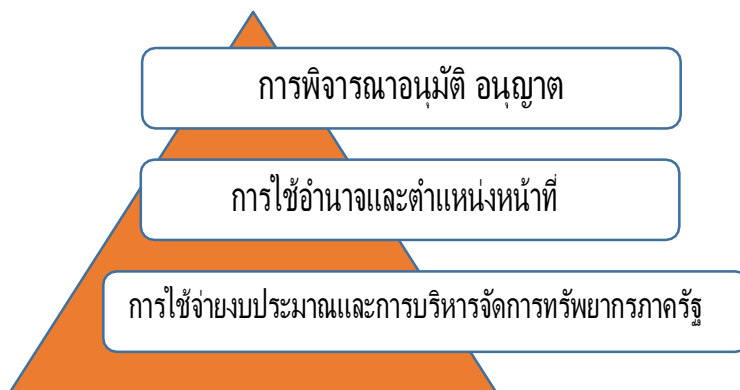 การพิจารณาอนุมัติ อนุญาต
การใช้อำนาจและตำแหน่งหน้าที่
การใช้จ่ายงบประมาณและการบริหารจัดการทรัพยากรภาครัฐ